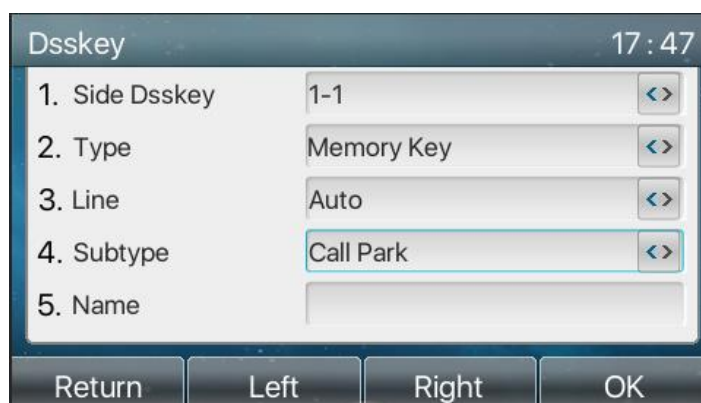 Dsskey 17:47
1. Side Dsskey 1-1 <>
2. Type Memory Key <>
3. Line Auto <>
4. Subtype Call Park <>
5. Name
Return Left Right OK